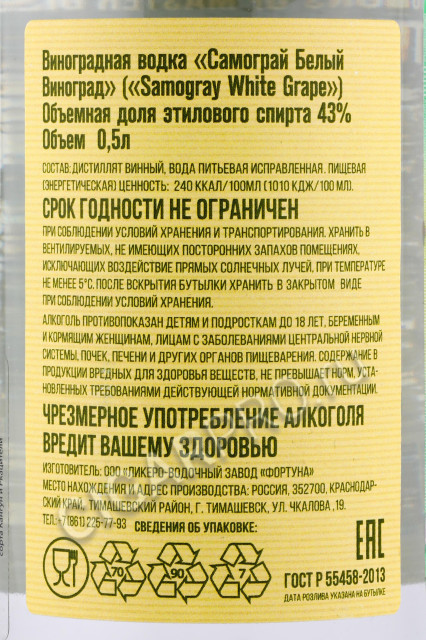 Виноградная водка «Самограй Белый
Виноград» («Samogray White Grape»)
Объемная доля этилового спирта 43%
Объем 0,5л
СОСТАВ: ДИСТИЛЛЯТ ВИННЫЙ, ВОДА ПИТЬЕВАЯ ИСПРАВЛЕННАЯ. ПИЩЕВАЯ
(ЭНЕРГЕТИЧЕСКАЯ) ЦЕННОСТЬ: 240 ККАЛ/100МЛ (1010 КДЖ/100 МЛ).
СРОК ГОДНОСТИ НЕ ОГРАНИЧЕН
ПРИ СОБЛЮДЕНИИ УСЛОВИЙ ХРАНЕНИЯ И ТРАНСПОРТИРОВАНИЯ. ХРАНИТЬ В
ВЕНТИЛИРУЕМЫХ, НЕ ИМЕЮЩИХ ПОСТОРОННИХ ЗАПАХОВ ПОМЕЩЕНИЯХ,
ИСКЛЮЧАЮЩИХ ВОЗДЕЙСТВИЕ ПРЯМЫХ СОЛНЕЧНЫХ ЛУЧЕЙ, ПРИ ТЕМПЕРАТУРЕ
НЕ МЕНЕЕ 5°С. ПОСЛЕ ВСКРЫТИЯ БУТЫЛКИ ХРАНИТЬ В ЗАКРЫТОМ ВИДЕ
ПРИ СОБЛЮДЕНИИ УСЛОВИЙ ХРАНЕНИЯ.
АЛКОГОЛЬ ПРОТИВОПОКАЗАН ДЕТЯМ И ПОДРОСТКАМ ДО 18 ЛЕТ, БЕРЕМЕННЫМ
И КОРМЯЩИМ ЖЕНЩИНАМ, ЛИЦАМ С ЗАБОЛЕВАНИЯМИ ЦЕНТРАЛЬНОЙ НЕРВНОЙ
СИСТЕМЫ, ПОЧЕК, ПЕЧЕНИ И ДРУГИХ ОРГАНОВ ПИЩЕВАРЕНИЯ. СОДЕРЖАНИЕ В
ПРОДУКЦИИ ВРЕДНЫХ ДЛЯ ЗДОРОВЬЯ ВЕЩЕСТВ, НЕ ПРЕВЫШАЕТ НОРМ, УСТА-
НОВЛЕННЫХ ТРЕБОВАНИЯМИ ДЕЙСТВУЮЩЕЙ НОРМАТИВНОЙ ДОКУМЕНТАЦИИ.
ЧРЕЗМЕРНОЕ УПОТРЕБЛЕНИЕ АЛКОГОЛЯ
ВРЕДИТ ВАШЕМУ ЗДОРОВЬЮ
ИЗГОТОВИТЕЛЬ: ООО «ЛИКЕРО-ВОДОЧНЫЙ ЗАВОД «ФОРТУНА»
МЕСТО НАХОЖДЕНИЯ И АДРЕС ПРОИЗВОДСТВА: РОССИЯ, 352700, КРАСНОДАР-
СКИЙ КРАЙ, ТИМАШЕВСКИЙ РАЙОН, Г. ТИМАШЕВСК, УЛ. ЧКАЛОВА ,19.
ТЕЛ. +7(861) 225-77-93 СВЕДЕНИЯ ОБ УПАКОВКЕ:
70 90 7
EAC
ГОСТ Р 55458-2013
ДАТА РОЗЛИВА УКАЗАНА НА БУТЫЛКЕ
CIGARPRO.RU